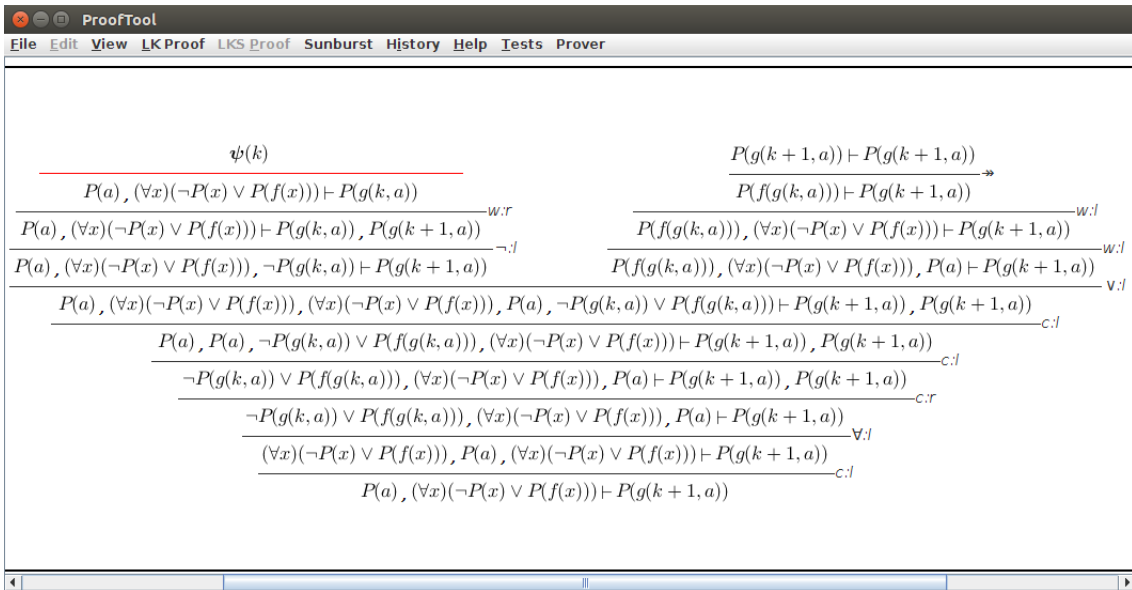 ProofTool
File Edit View LK Proof LKS Proof Sunburst History Help Tests Prover
ψ(k) P(g(k + 1, a)) ⊢ P(g(k + 1, a))
↠
P(a) , (∀x)(¬P(x) ∨ P(f(x))) ⊢ P(g(k, a)) P(f(g(k, a))) ⊢ P(g(k + 1, a))
w:r w:l
P(a) , (∀x)(¬P(x) ∨ P(f(x))) ⊢ P(g(k, a)) , P(g(k + 1, a)) P(f(g(k, a))) , (∀x)(¬P(x) ∨ P(f(x))) ⊢ P(g(k + 1, a))
¬:l w:l
P(a) , (∀x)(¬P(x) ∨ P(f(x))) , ¬P(g(k, a)) ⊢ P(g(k + 1, a)) P(f(g(k, a))) , (∀x)(¬P(x) ∨ P(f(x))) , P(a) ⊢ P(g(k + 1, a))
∨:l
P(a) , (∀x)(¬P(x) ∨ P(f(x))) , (∀x)(¬P(x) ∨ P(f(x))) , P(a) , ¬P(g(k, a)) ∨ P(f(g(k, a))) ⊢ P(g(k + 1, a)) , P(g(k + 1, a))
c:l
P(a) , P(a) , ¬P(g(k, a)) ∨ P(f(g(k, a))) , (∀x)(¬P(x) ∨ P(f(x))) ⊢ P(g(k + 1, a)) , P(g(k + 1, a))
c:l
¬P(g(k, a)) ∨ P(f(g(k, a))) , (∀x)(¬P(x) ∨ P(f(x))) , P(a) ⊢ P(g(k + 1, a)) , P(g(k + 1, a))
c:r
¬P(g(k, a)) ∨ P(f(g(k, a))) , (∀x)(¬P(x) ∨ P(f(x))) , P(a) ⊢ P(g(k + 1, a))
∀:l
(∀x)(¬P(x) ∨ P(f(x))) , P(a) , (∀x)(¬P(x) ∨ P(f(x))) ⊢ P(g(k + 1, a))
c:l
P(a) , (∀x)(¬P(x) ∨ P(f(x))) ⊢ P(g(k + 1, a))